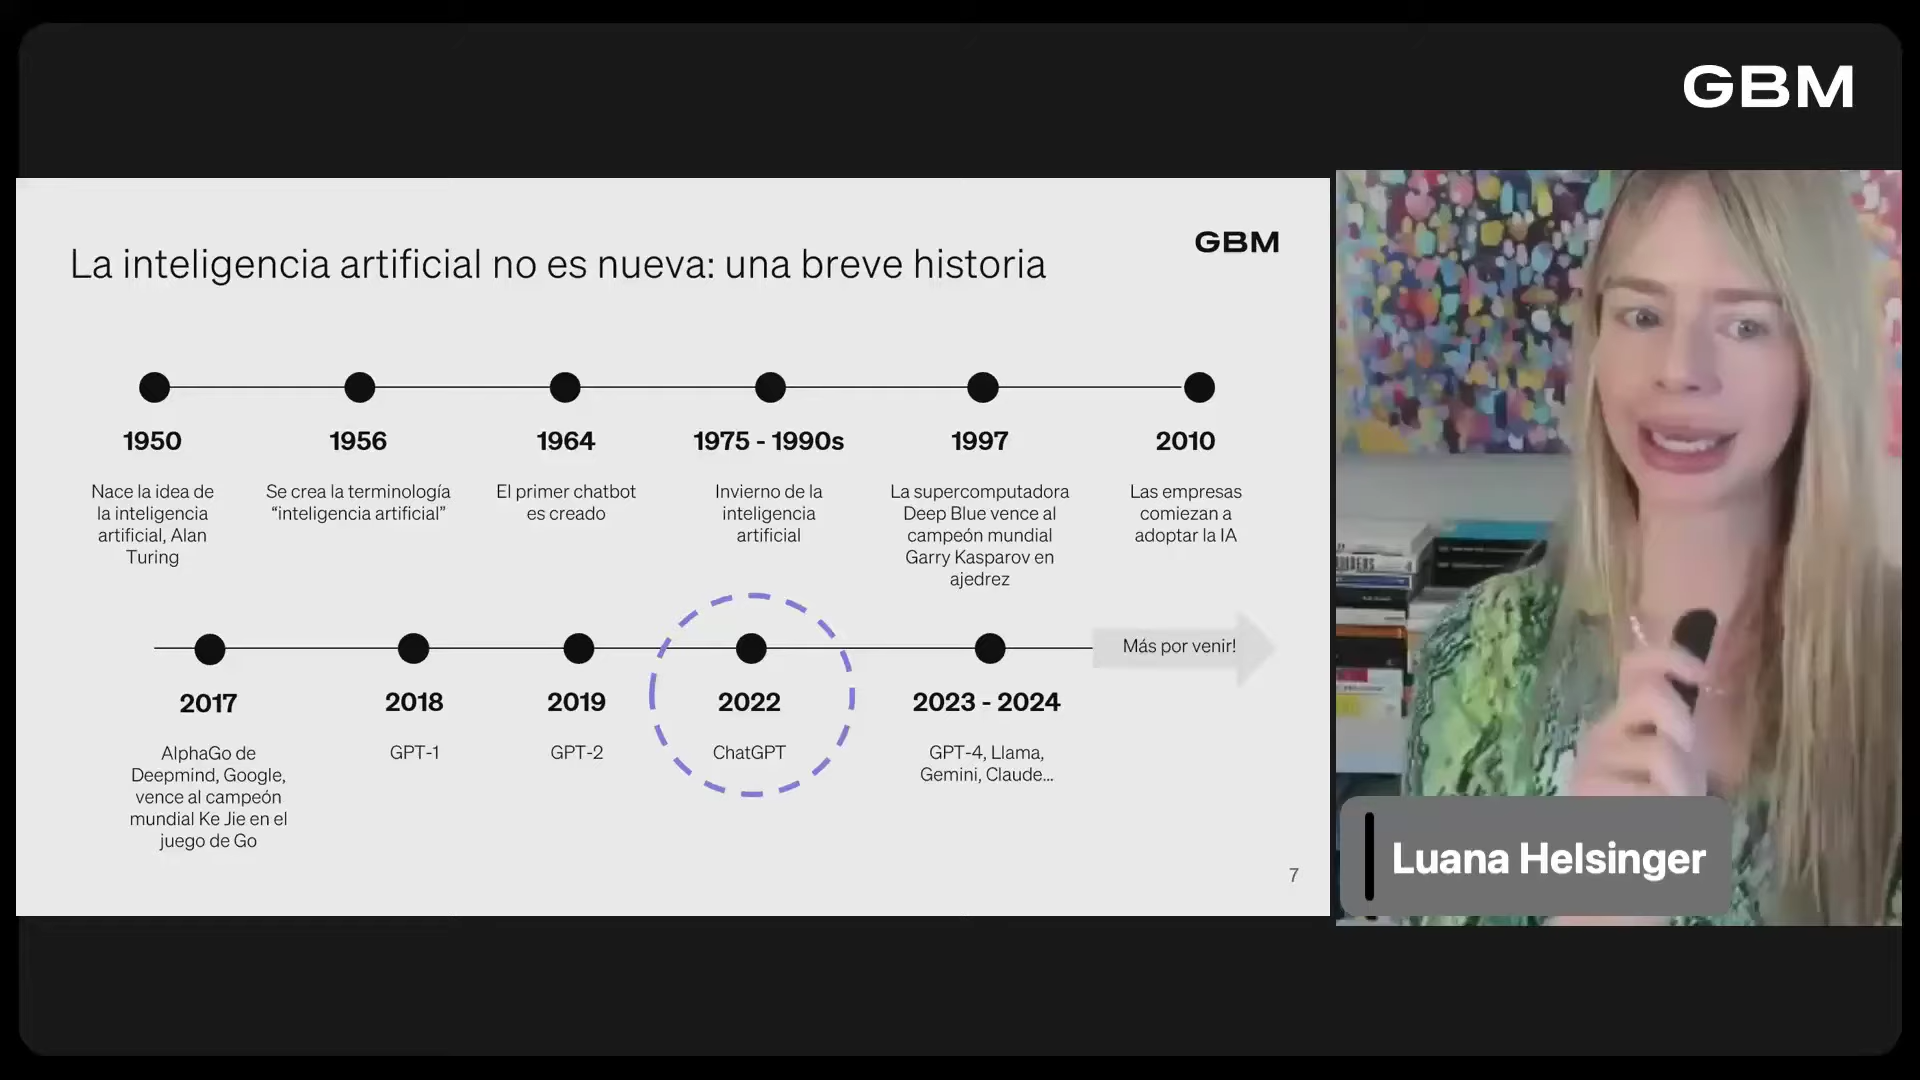 GBM
GBM
La inteligencia artificial no es nueva: una breve historia
1950
Nace la idea de
la inteligencia
artificial, Alan
Turing
1956
Se crea la terminología
“inteligencia artificial”
1964
El primer chatbot
es creado
1975 - 1990s
Invierno de la
inteligencia
artificial
1997
La supercomputadora
Deep Blue vence al
campeón mundial
Garry Kasparov en
ajedrez
2010
Las empresas
comiezan a
adoptar la IA
2017
AlphaGo de
Deepmind, Google,
vence al campeón
mundial Ke Jie en el
juego de Go
2018
GPT-1
2019
GPT-2
2022
ChatGPT
2023 - 2024
GPT-4, Llama,
Gemini, Claude...
Más por venir!
7
Luana Helsinger